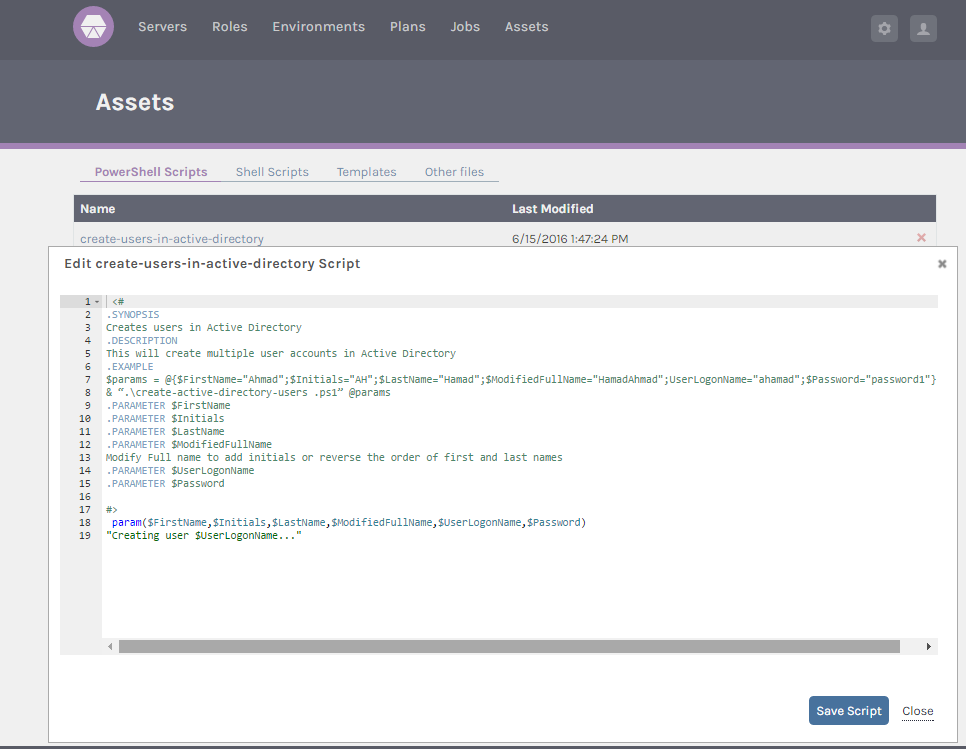 Servers Roles Environments Plans Jobs Assets
Assets
PowerShell Scripts Shell Scripts Templates Other files
Name Last Modified
create-users-in-active-directory 6/15/2016 1:47:24 PM
Edit create-users-in-active-directory Script
1 <#
2 .SYNOPSIS
3 Creates users in Active Directory
4 .DESCRIPTION
5 This will create multiple user accounts in Active Directory
6 .EXAMPLE
7 $params = @{$FirstName="Ahmad";$Initials="AH";$LastName="Hamad";$ModifiedFullName="HamadAhmad";UserLogonName="ahamad";$Password="password1"}
8 & “.\create-active-directory-users .ps1” @params
9 .PARAMETER $FirstName
10 .PARAMETER $Initials
11 .PARAMETER $LastName
12 .PARAMETER $ModifiedFullName
13 Modify Full name to add initials or reverse the order of first and last names
14 .PARAMETER $UserLogonName
15 .PARAMETER $Password
16
17 #>
18 param($FirstName,$Initials,$LastName,$ModifiedFullName,$UserLogonName,$Password)
19 "Creating user $UserLogonName..."
Save Script Close